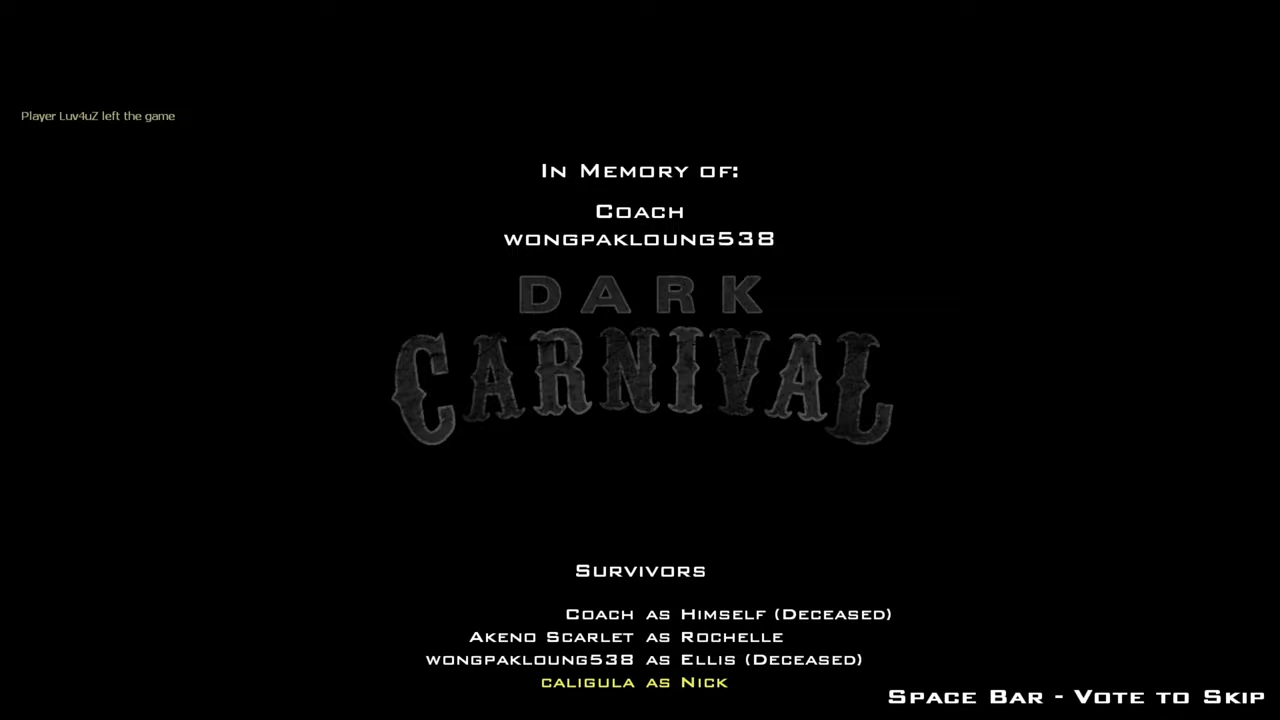 Player Luv4uZ left the game
In Memory of:
Coach
wongpakloung538
DARK
CARNIVAL
Survivors
Coach as Himself (Deceased)
Akeno Scarlet as Rochelle
wongpakloung538 as Ellis (Deceased)
caligula as Nick
Space Bar - Vote to Skip